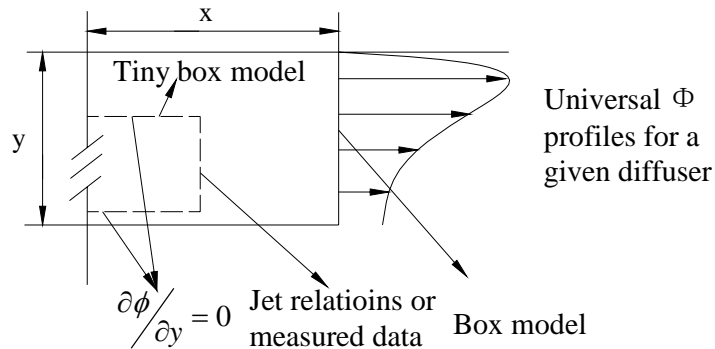 x
Tiny box model
y
Universal Φ
profiles for a
given diffuser
∂ϕ/∂y = 0
Jet relatioins or
measured data
Box model